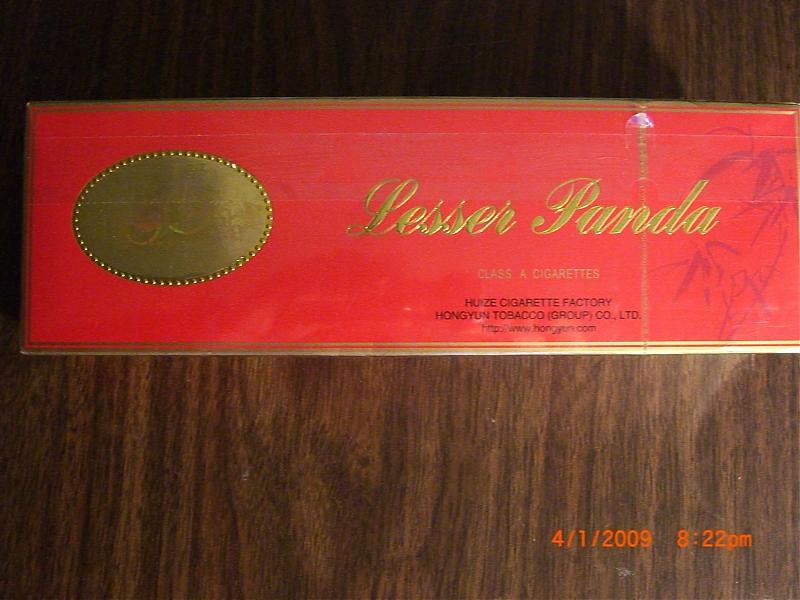 Lesser Panda
CLASS A CIGARETTES
HUIZE CIGARETTE FACTORY
HONGYUN TOBACCO (GROUP) CO., LTD.
http://www.hongyun.com
4/1/2009 8:22pm